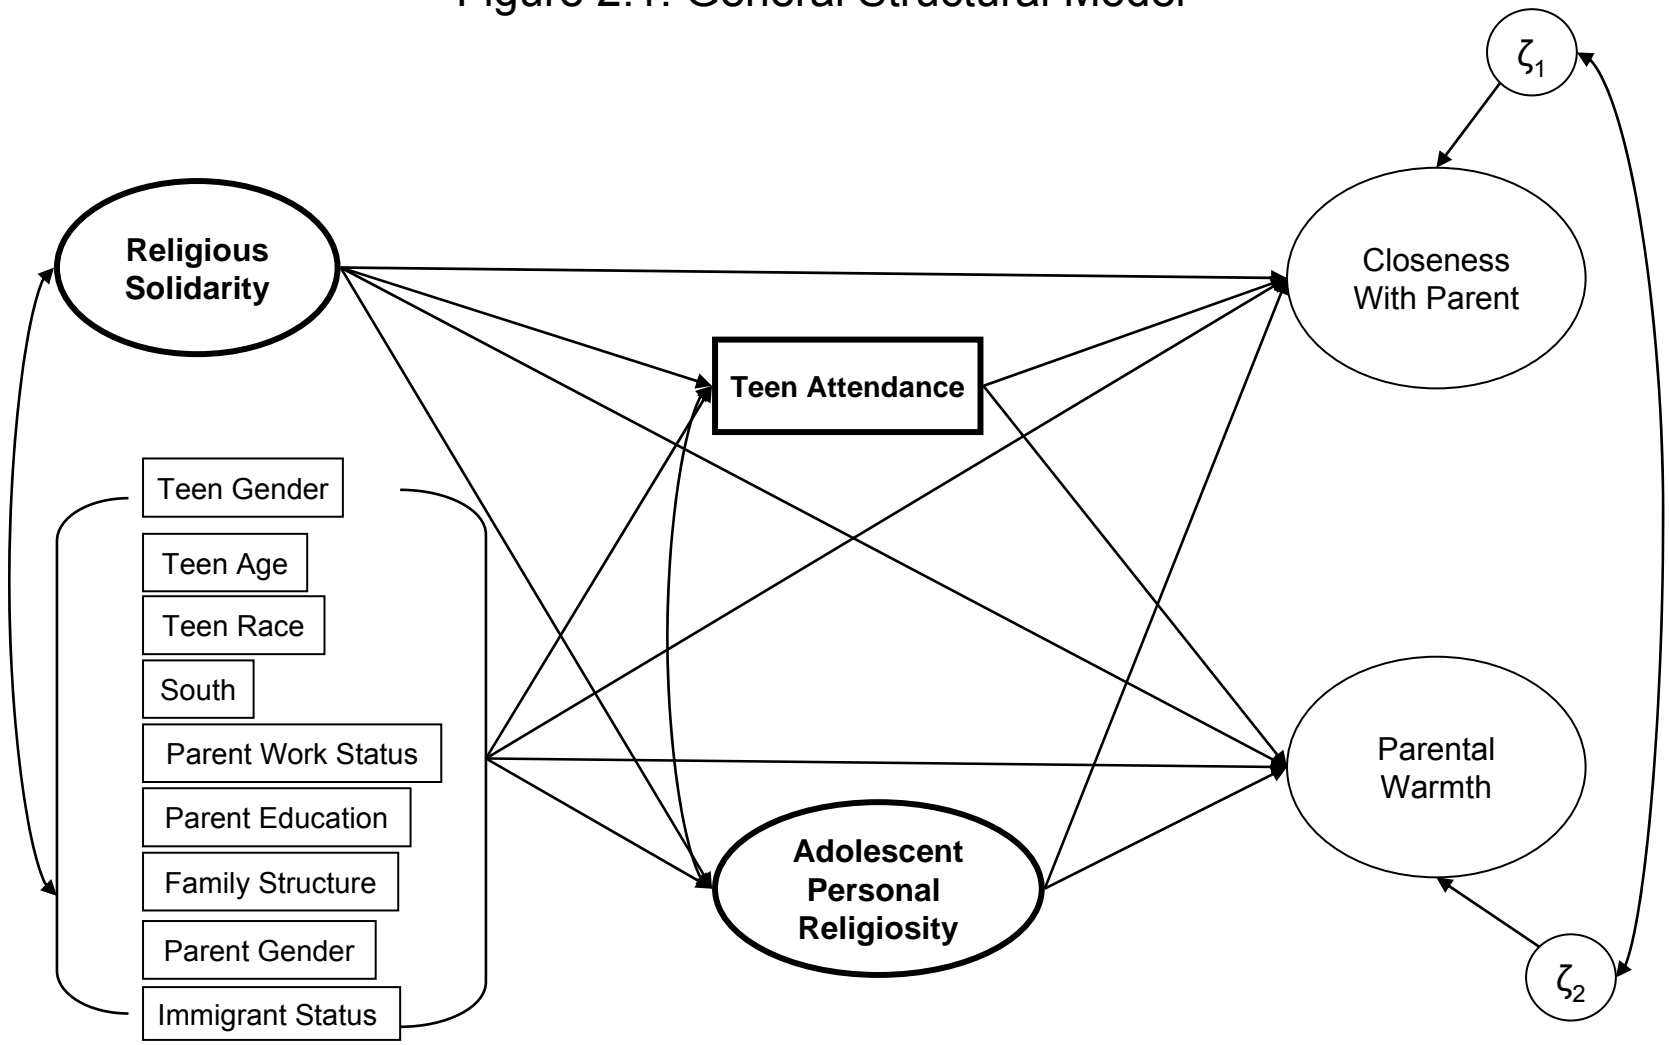 Figure 2.1: General Structural Model
ζ1
Religious
Solidarity
Closeness
With Parent
Teen Attendance
Teen Gender
Teen Age
Teen Race
South
Parent Work Status
Parent Education
Family Structure
Parent Gender
Immigrant Status
Adolescent
Personal
Religiosity
Parental
Warmth
ζ2